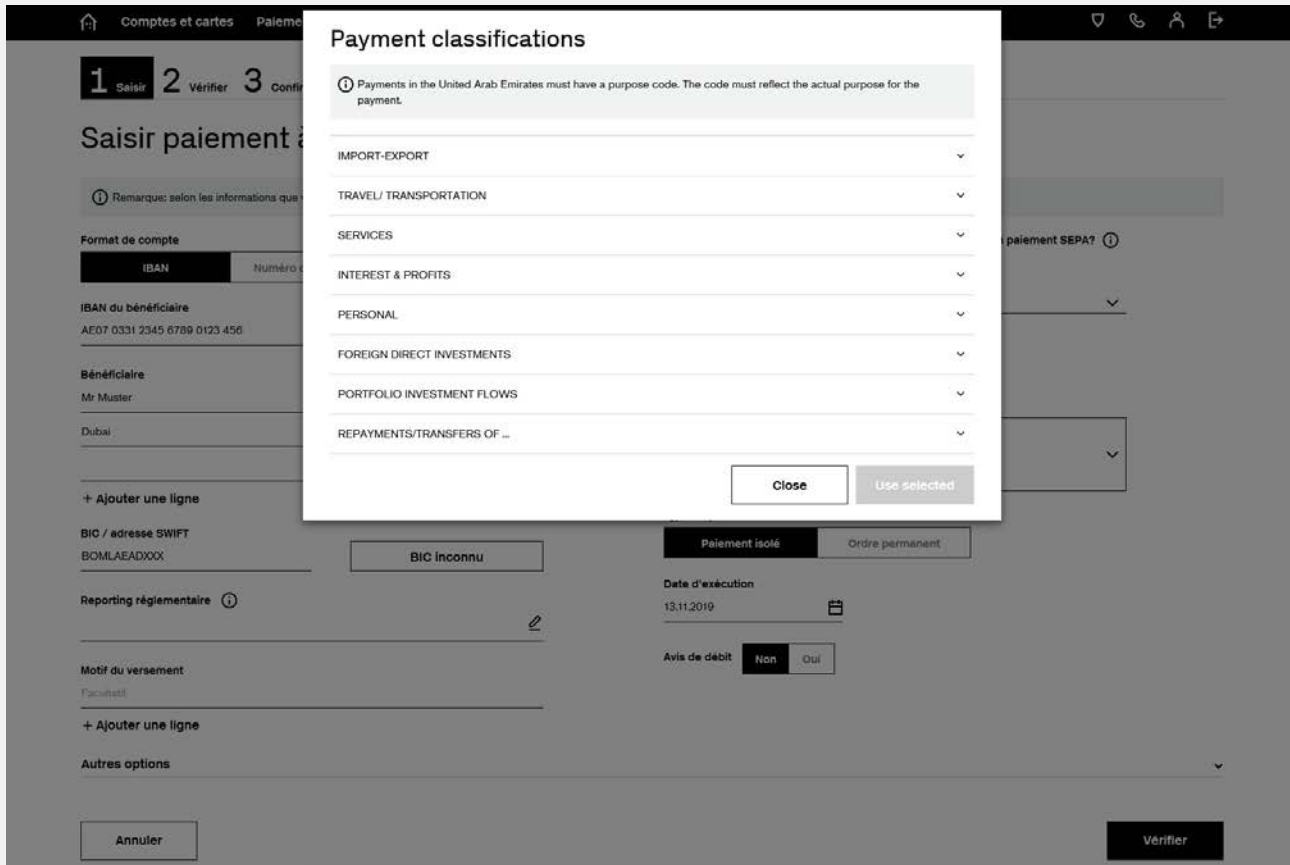 Comptes et cartes Paieme
Payment classifications
Payments in the United Arab Emirates must have a purpose code. The code must reflect the actual purpose for the
payment.
1 Saisir 2 Vérifier 3 Confir
Saisir paiement à
Remarque: selon les informations que
IMPORT-EXPORT
TRAVEL/ TRANSPORTATION
SERVICES
INTEREST & PROFITS
PERSONAL
FOREIGN DIRECT INVESTMENTS
PORTFOLIO INVESTMENT FLOWS
REPAYMENTS/TRANSFERS OF ...
Close Use selected
Format de compte
paiement SEPA?
IBAN Numéro
IBAN du bénéficiaire
AE07 0331 2345 6789 0123 456
Bénéficiaire
Mr Muster
Dubai
+ Ajouter une ligne
BIC / adresse SWIFT
BOMLAEADXXX BIC inconnu
Reporting réglementaire
Motif du versement
Facultatif
+ Ajouter une ligne
Paiement isolé Ordre permanent
Date d'exécution
13.11.2019
Avis de débit Non Oui
Autres options
Annuler Vérifier